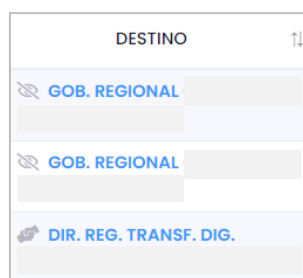 DESTINO
GOB. REGIONAL
GOB. REGIONAL
DIR. REG. TRANSF. DIG.